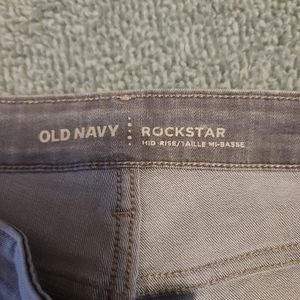 OLD NAVY
ROCKSTAR
MID-RISE/TAILLE MI-BASSE